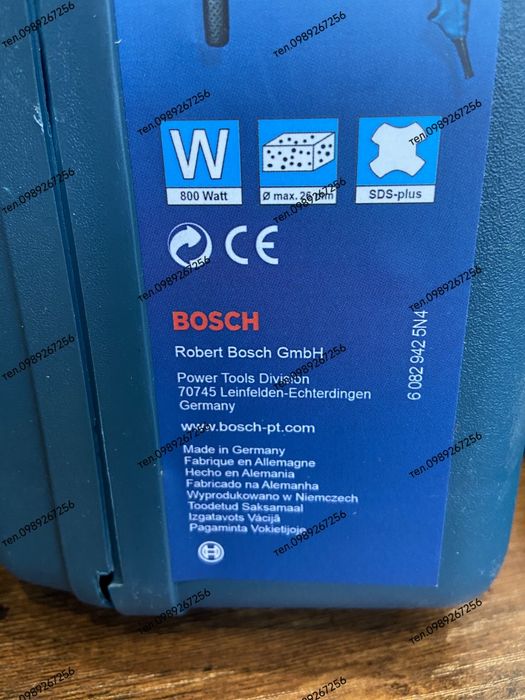 W
800 Watt
Ø max. 26 mm
SDS-plus
CE
BOSCH
Robert Bosch GmbH
Power Tools Division
70745 Leinfelden-Echterdingen
Germany
www.bosch-pt.com
Made in Germany
Fabrique en Allemagne
Hecho en Alemania
Fabricado na Alemanha
Wyprodukowano w Niemczech
Toodetud Saksamaal
Izgatavots Vācijā
Pagaminta Vokietijoje
6 082 942 5N4
тел.0989267256